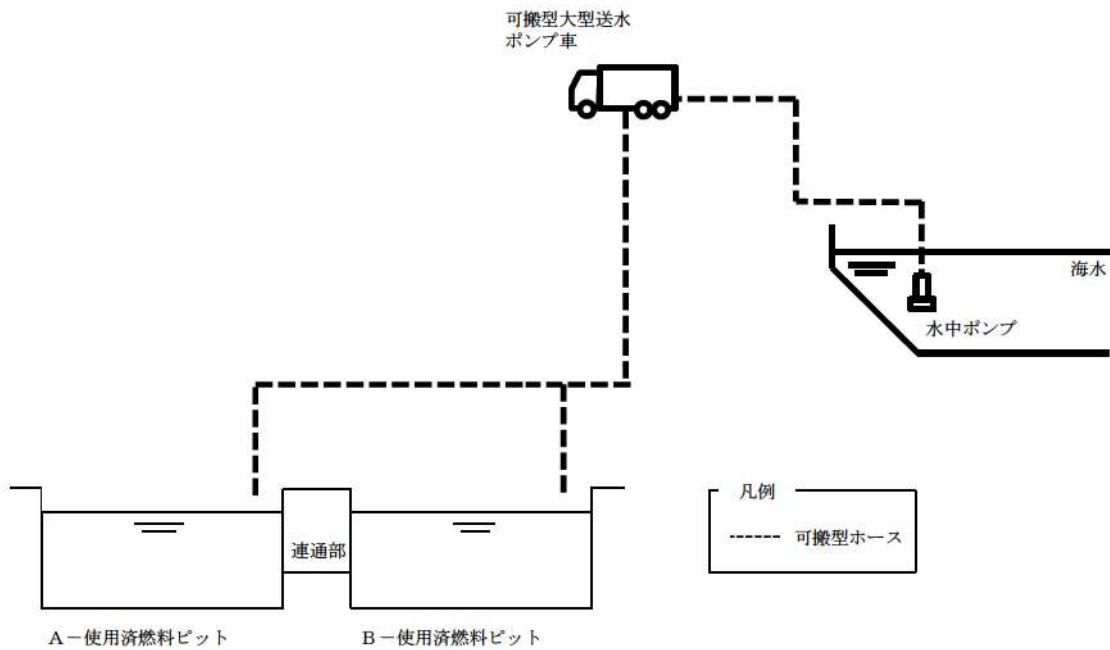 可搬型大型送水
ポンプ車
海水
水中ポンプ
連通部
凡例
可搬型ホース
A－使用済燃料ピット
B－使用済燃料ピット